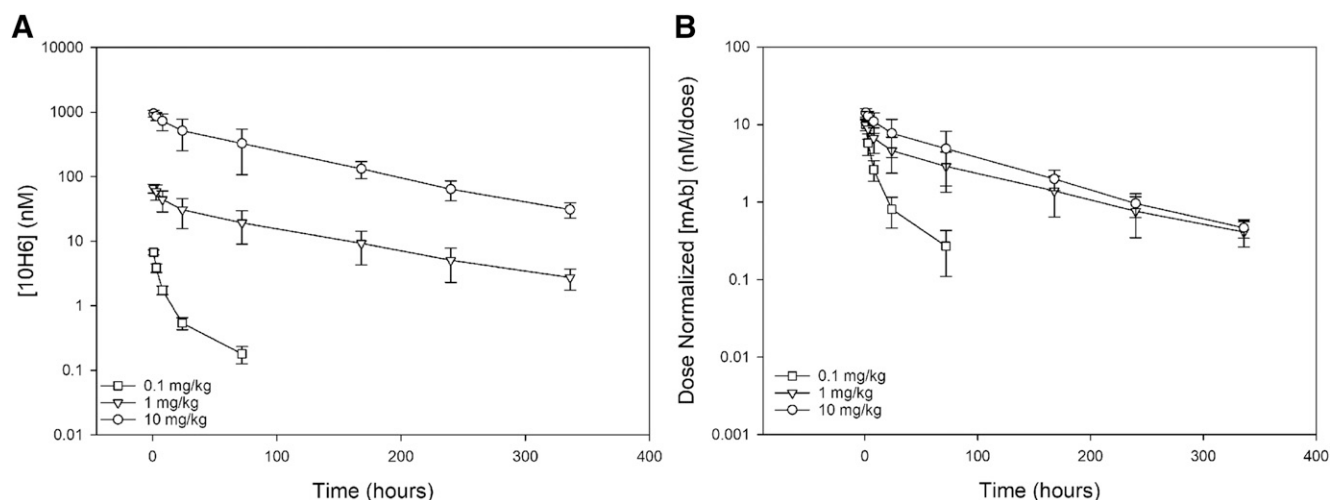 A
[10H6] (nM)
10000
1000
100
10
1
0.1
0.01
0.1 mg/kg
1 mg/kg
10 mg/kg
0
100
200
300
400
Time (hours)
B
Dose Normalized [mAb] (nM/dose)
100
10
1
0.1
0.01
0.001
0.1 mg/kg
1 mg/kg
10 mg/kg
0
100
200
300
400
Time (hours)